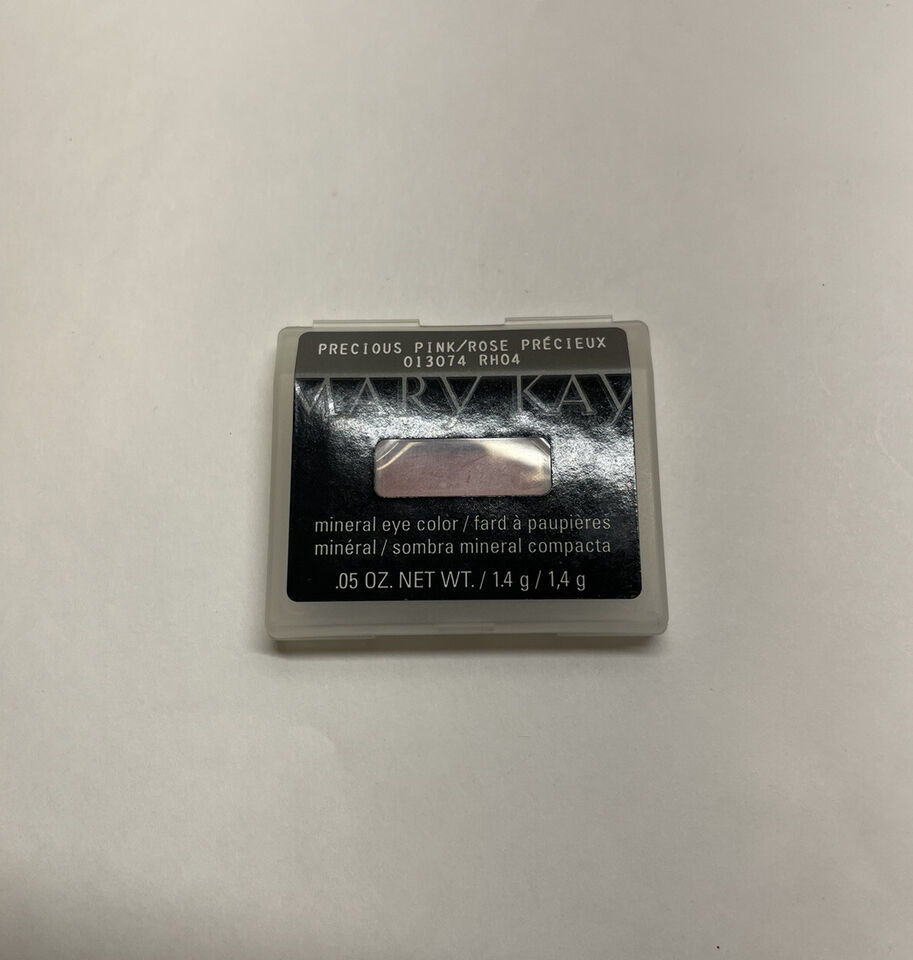 PRECIOUS PINK/ROSE PRÉCIEUX
013074 RH04
MARY KAY
mineral eye color / fard à paupières
minéral / sombra mineral compacta
.05 OZ. NET WT. / 1.4 g / 1,4 g